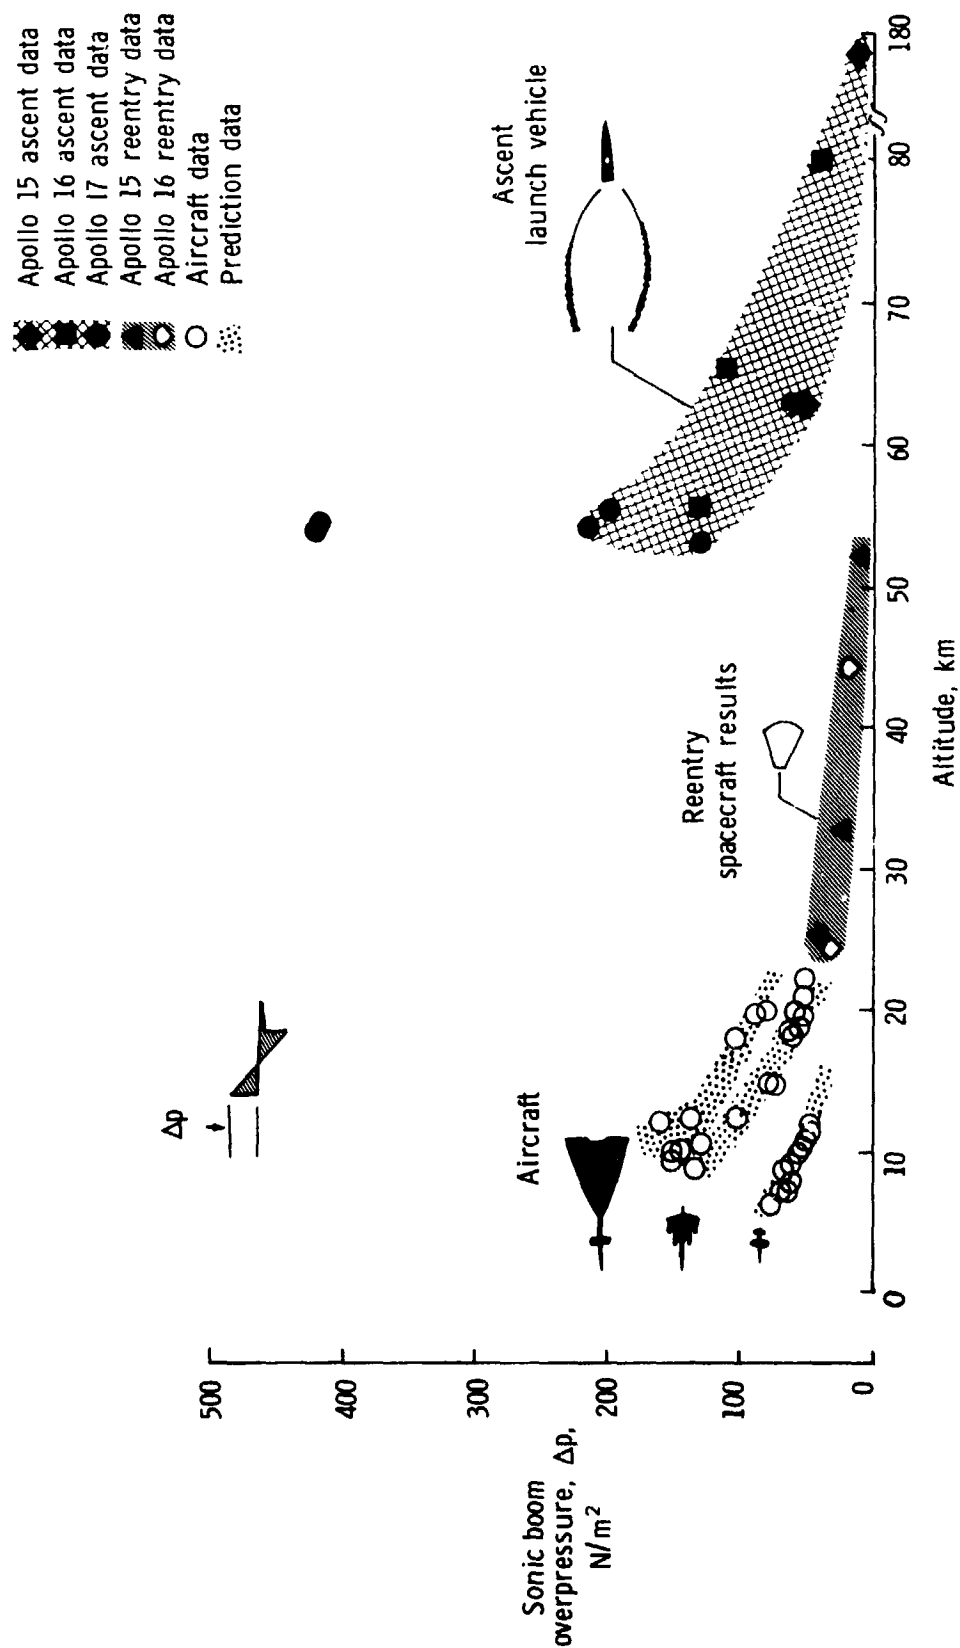 Apollo 15 ascent data
Apollo 16 ascent data
Apollo 17 ascent data
Apollo 15 reentry data
Apollo 16 reentry data
Aircraft data
Prediction data
Δp
Ascent
launch vehicle
Aircraft
Reentry
spacecraft results
500
400
300
200
100
0
Sonic boom
overpressure, Δp,
N/m²
0
10
20
30
40
50
60
70
80
180
Altitude, km